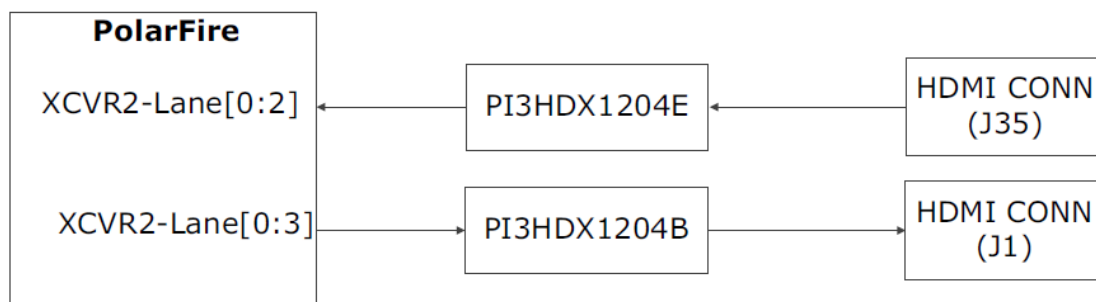 PolarFire
XCVR2-Lane[0:2]
PI3HDX1204E
HDMI CONN
(J35)
XCVR2-Lane[0:3]
PI3HDX1204B
HDMI CONN
(J1)